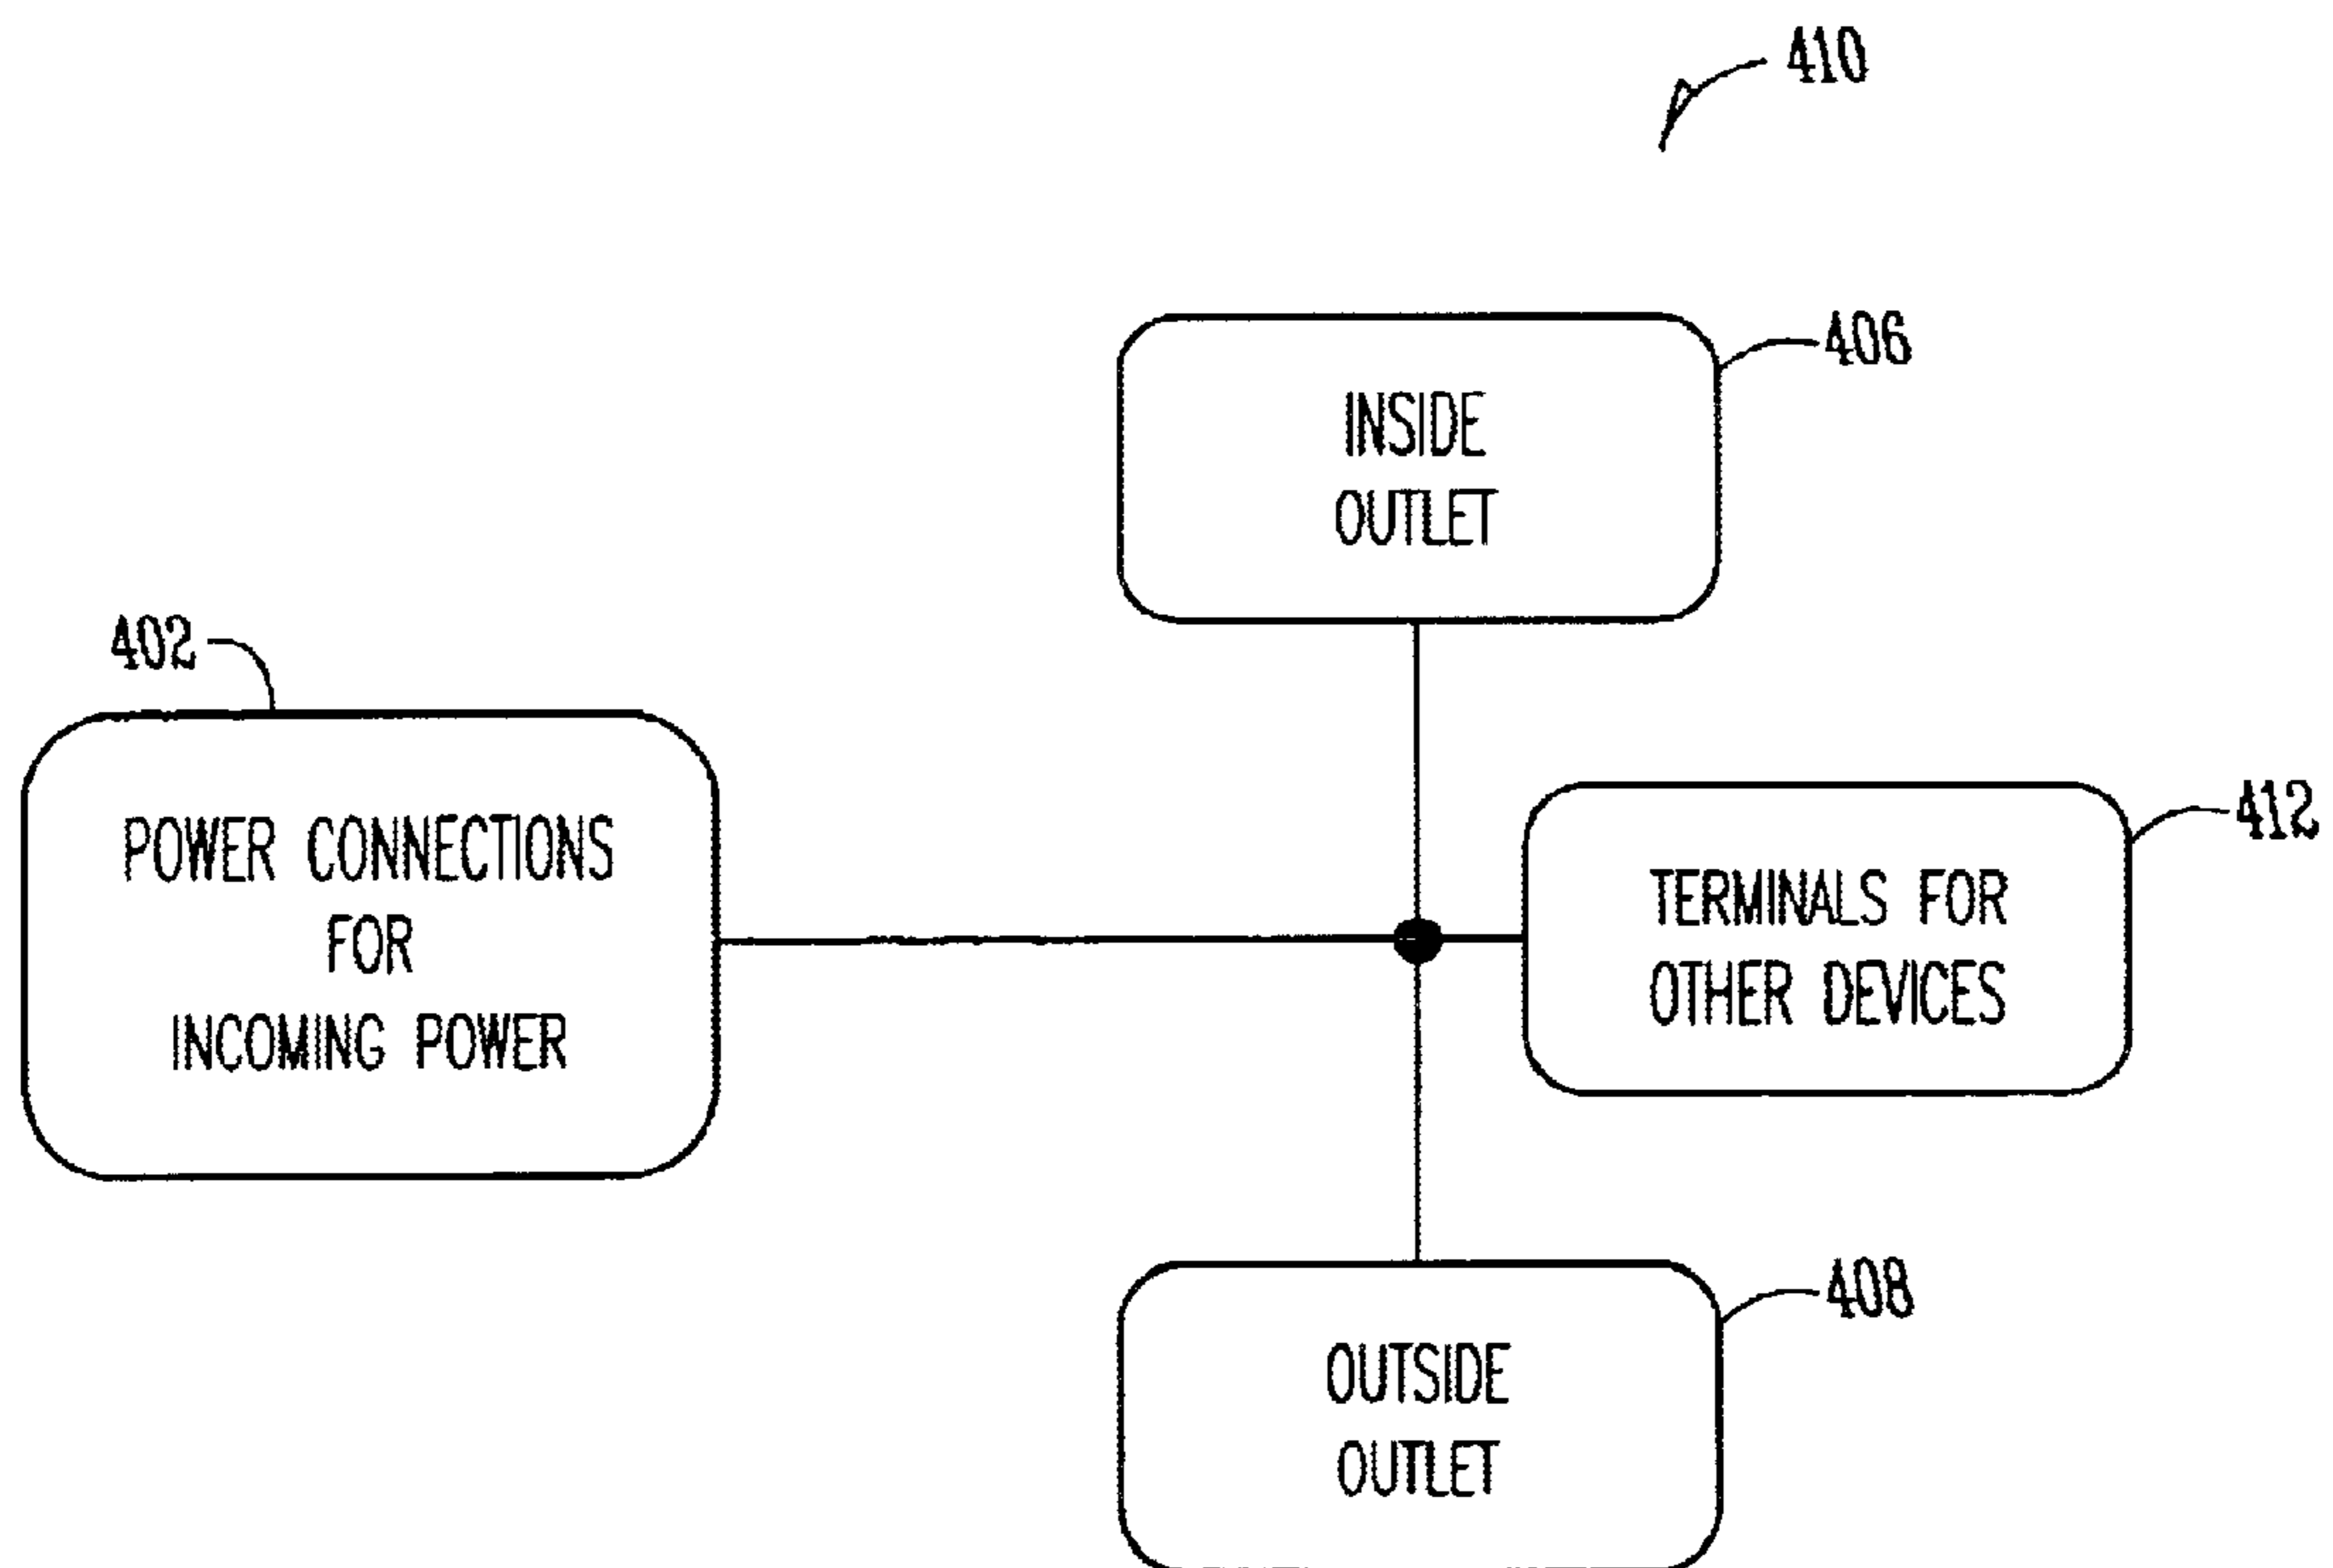 410
406
INSIDE
OUTLET
402
POWER CONNECTIONS
FOR
INCOMING POWER
412
TERMINALS FOR
OTHER DEVICES
408
OUTSIDE
OUTLET